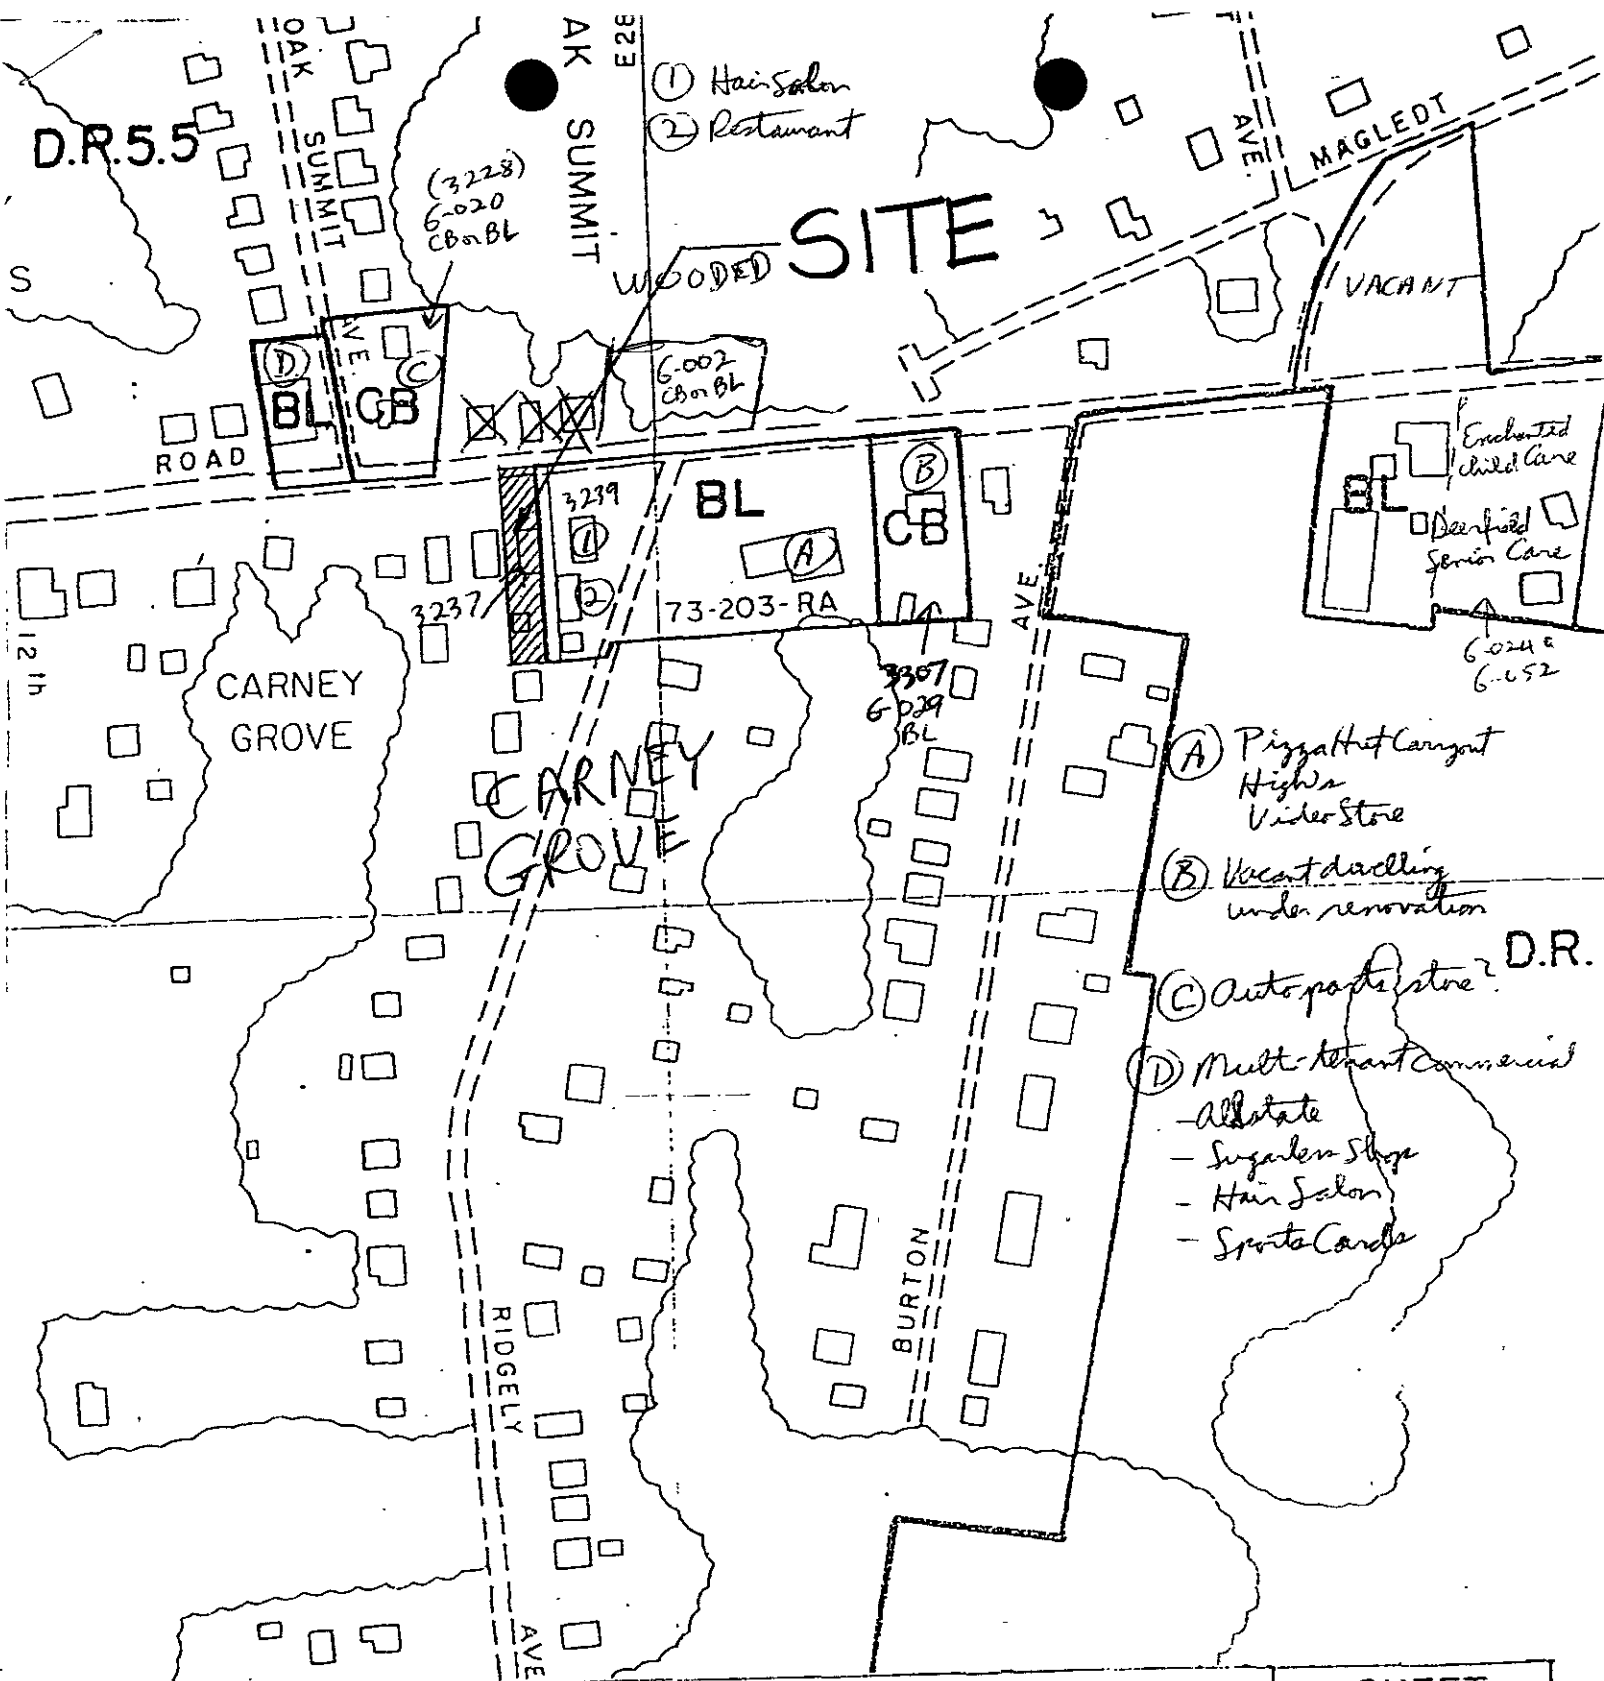 OAK
SUMMIT
AVE.
AK
SUMMIT
E28
① Hair Salon
② Restaurant
D.R.5.5
(3228)
6-020
CB or BL
S
WOODED
SITE
AVE.
MAGLEDT
VACANT
D
BL
C
CB
6-002
CB or BL
ROAD
3239
①
②
3237
BL
A
73-203-RA
B
CB
3307
6-029
BL
AVE.
Enchanted
Child Care
BL
Deerfield
Senior Care
6-024 &
6-652
12 th
CARNEY
GROVE
CARNEY
GROVE
Ⓐ Pizza Hut Carryout
High's
Video Store
Ⓑ Vacant dwelling
under renovation
D.R.
Ⓒ Auto parts store?
Ⓓ Multi-tenant Commercial
- Allstate
- Sugarless Shop
- Hair Salon
- Sports Cards
BURTON
RIDGELY
AVE